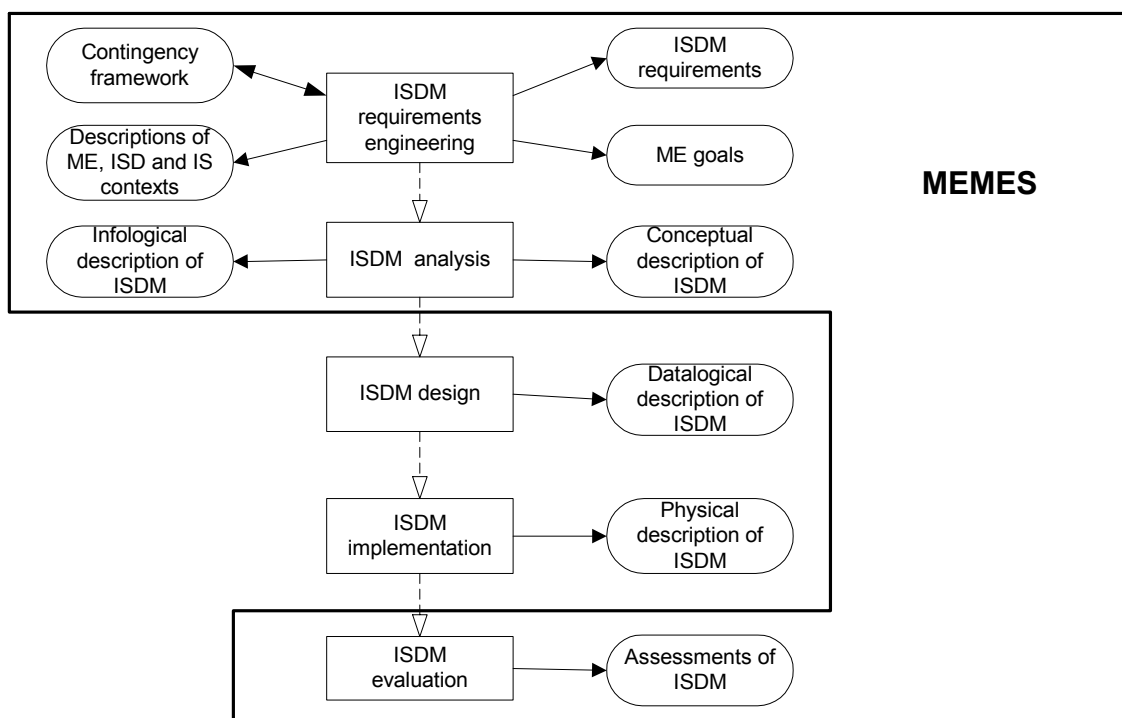 Contingency
framework
ISDM
requirements
engineering
ISDM
requirements
Descriptions of
ME, ISD and IS
contexts
ME goals
MEMES
Infological
description of
ISDM
ISDM analysis
Conceptual
description of
ISDM
ISDM design
Datalogical
description of
ISDM
ISDM
implementation
Physical
description of
ISDM
ISDM
evaluation
Assessments of
ISDM